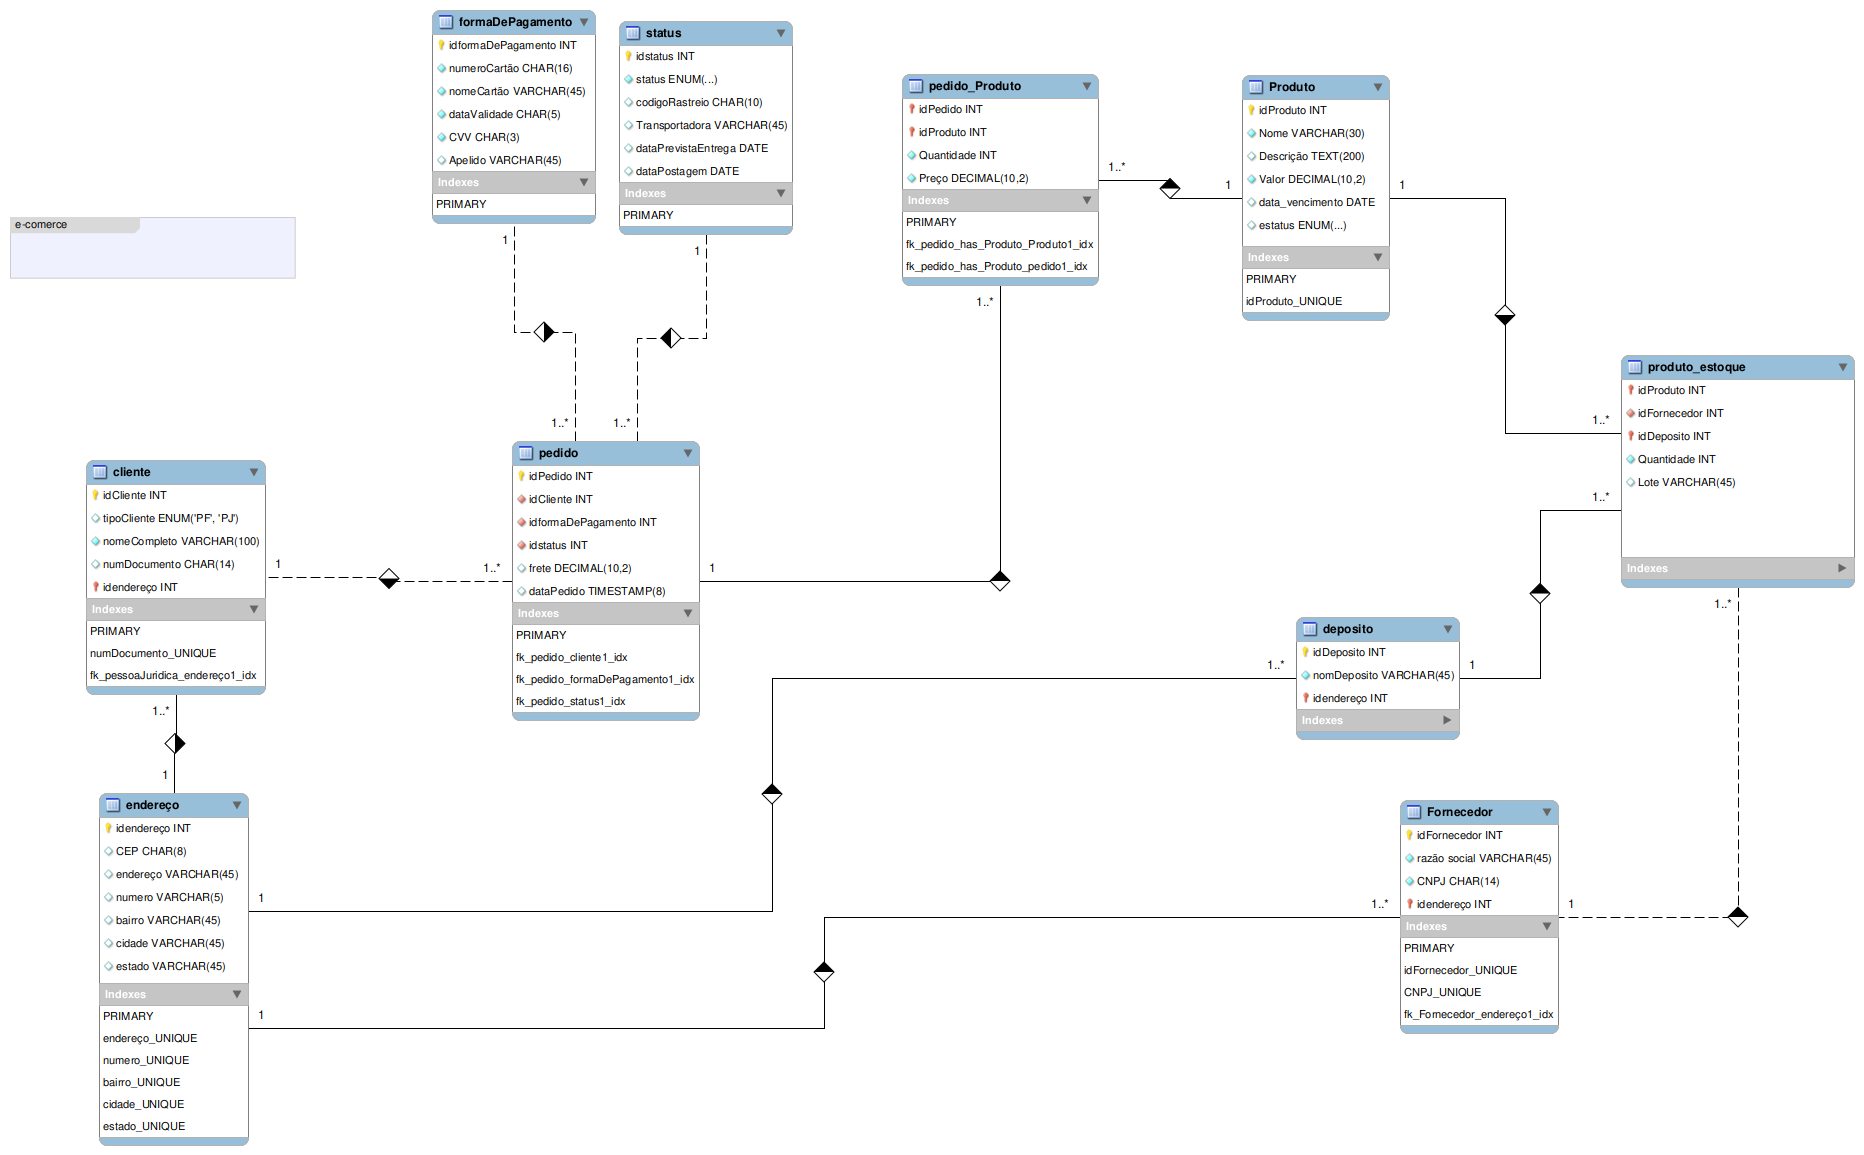 formaDePagamento
idformaDePagamento INT
numeroCartão CHAR(16)
nomeCartão VARCHAR(45)
dataValidade CHAR(5)
CVV CHAR(3)
Apelido VARCHAR(45)
Indexes
PRIMARY
status
idstatus INT
status ENUM(...)
codigoRastreio CHAR(10)
Transportadora VARCHAR(45)
dataPrevistaEntrega DATE
dataPostagem DATE
Indexes
PRIMARY
pedido_Produto
idPedido INT
idProduto INT
Quantidade INT
Preço DECIMAL(10,2)
Indexes
PRIMARY
fk_pedido_has_Produto_Produto1_idx
fk_pedido_has_Produto_pedido1_idx
Produto
idProduto INT
Nome VARCHAR(30)
Descrição TEXT(200)
Valor DECIMAL(10,2)
data_vencimento DATE
estatus ENUM(...)
Indexes
PRIMARY
idProduto_UNIQUE
e-comerce
1
1
1..*
1
1
1..*
1..*
1..*
1..*
1..*
produto_estoque
idProduto INT
idFornecedor INT
idDeposito INT
Quantidade INT
Lote VARCHAR(45)
Indexes
1..*
cliente
idCliente INT
tipoCliente ENUM('PF', 'PJ')
nomeCompleto VARCHAR(100)
numDocumento CHAR(14)
idendereço INT
Indexes
PRIMARY
numDocumento_UNIQUE
fk_pessoaJuridica_endereço1_idx
1
1..*
pedido
idPedido INT
idCliente INT
idformaDePagamento INT
idstatus INT
frete DECIMAL(10,2)
dataPedido TIMESTAMP(8)
Indexes
PRIMARY
fk_pedido_cliente1_idx
fk_pedido_formaDePagamento1_idx
fk_pedido_status1_idx
1
1..*
deposito
idDeposito INT
nomDeposito VARCHAR(45)
idendereço INT
Indexes
1
1..*
1
endereço
idendereço INT
CEP CHAR(8)
endereço VARCHAR(45)
numero VARCHAR(5)
bairro VARCHAR(45)
cidade VARCHAR(45)
estado VARCHAR(45)
Indexes
PRIMARY
endereço_UNIQUE
numero_UNIQUE
bairro_UNIQUE
cidade_UNIQUE
estado_UNIQUE
1
1
1..*
Fornecedor
idFornecedor INT
razão social VARCHAR(45)
CNPJ CHAR(14)
idendereço INT
Indexes
PRIMARY
idFornecedor_UNIQUE
CNPJ_UNIQUE
fk_Fornecedor_endereço1_idx
1